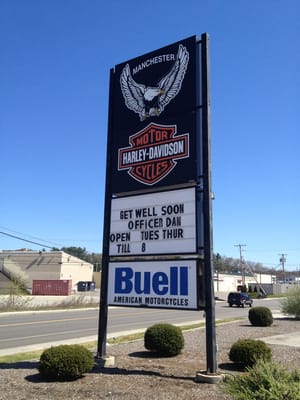 MANCHESTER
MOTOR
HARLEY-DAVIDSON
CYCLES
GET WELL SOON
OFFICER DAN
OPEN TUES THUR
TILL 8
Buell
AMERICAN MOTORCYCLES